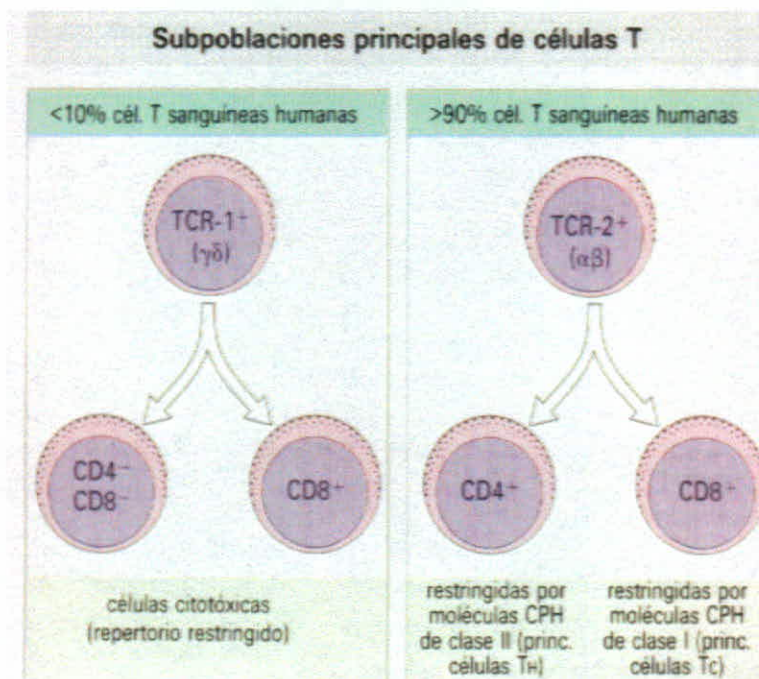 Subpoblaciones principales de células T
<10% cél. T sanguíneas humanas
TCR-1⁺
(γδ)
CD4⁻
CD8⁻
CD8⁺
células citotóxicas
(repertorio restringido)
>90% cél. T sanguíneas humanas
TCR-2⁺
(αβ)
CD4⁺
CD8⁺
restringidas por
moléculas CPH
de clase II (princ.
células TH)
restringidas por
moléculas CPH
de clase I (princ.
células TC)